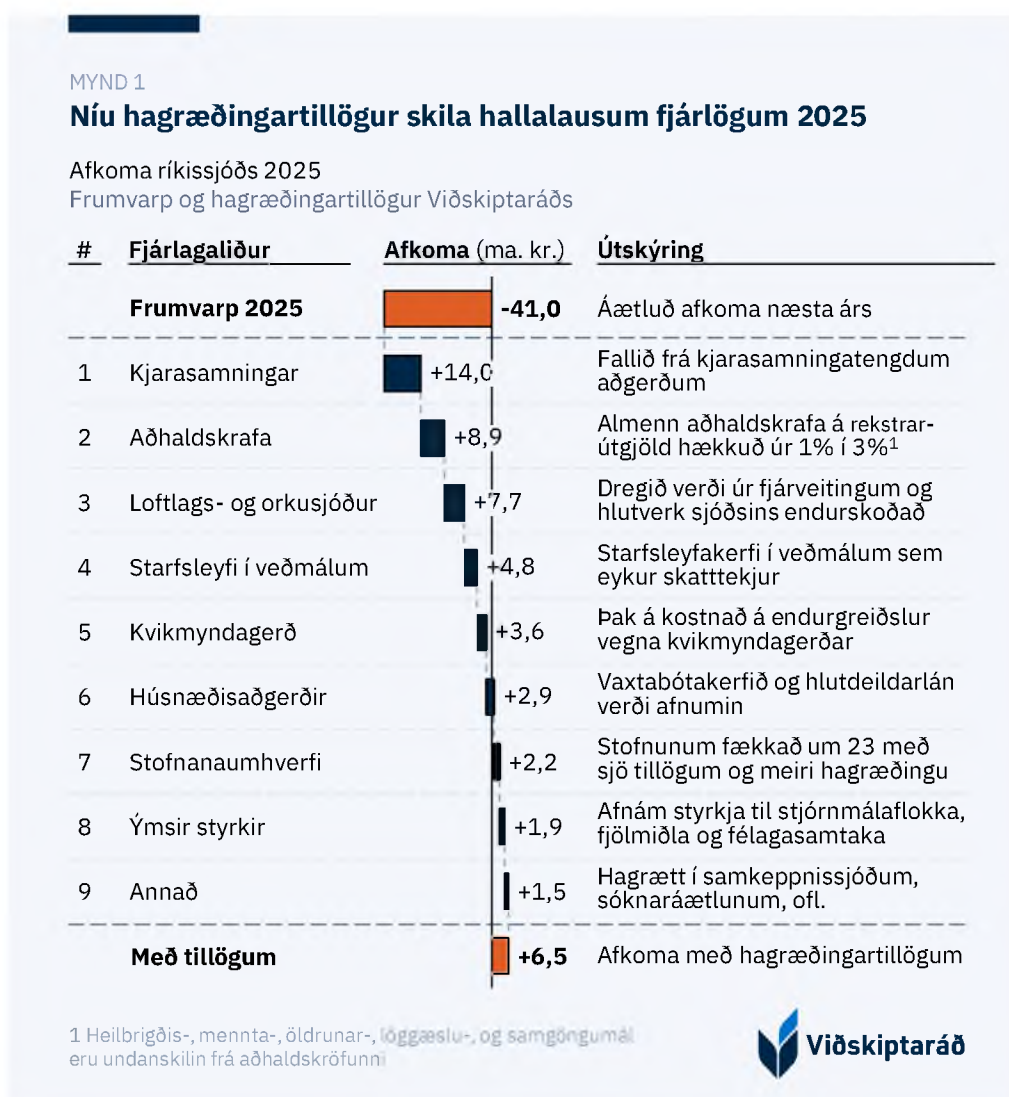 MYND 1
Níu hagræðingartillögur skila hallalausum fjárlögum 2025
Afkoma ríkissjóðs 2025
Frumvarp og hagræðingartillögur Viðskiptaráðs
# Fjárlagaliður Afkoma (ma. kr.) Útskýring
Frumvarp 2025 -41,0 Áætluð afkoma næsta árs
1 Kjarasamningar +14,0 Fallið frá kjarasamningatengdum
aðgerðum
2 Aðhaldskrafa +8,9 Almenn aðhaldskrafa á rekstrar-
útgjöld hækkuð úr 1% í 3%¹
3 Loftlags- og orkusjóður +7,7 Dregið verði úr fjárveitingum og
hlutverk sjóðsins endurskoðað
4 Starfsleyfi í veðmálum +4,8 Starfsleyfakerfi í veðmálum sem
eykur skatttekjur
5 Kvikmyndagerð +3,6 Þak á kostnað á endurgreiðslur
vegna kvikmyndagerðar
6 Húsnæðisaðgerðir +2,9 Vaxtabótakerfið og hlutdeildarlán
verði afnumin
7 Stofnanaumhverfi +2,2 Stofnunum fækkað um 23 með
sjö tillögum og meiri hagræðingu
8 Ýmsir styrkir +1,9 Afnám styrkja til stjórnmálaflokka,
fjölmiðla og félagasamtaka
9 Annað +1,5 Hagrætt í samkeppnissjóðum,
sóknaráætlunum, ofl.
Með tillögum +6,5 Afkoma með hagræðingartillögum
1 Heilbrigðis-, mennta-, öldrunar-, löggæslu-, og samgöngumál
eru undanskilin frá aðhaldskröfunni
Viðskiptaráð